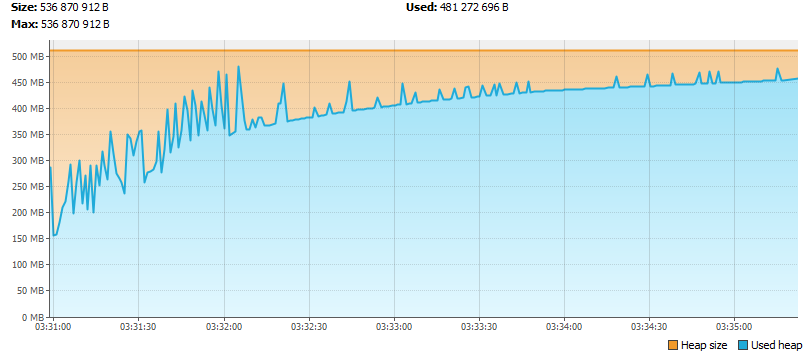 Size: 536 870 912 B Used: 481 272 696 B
Max: 536 870 912 B
500 MB
450 MB
400 MB
350 MB
300 MB
250 MB
200 MB
150 MB
100 MB
50 MB
0 MB
03:31:00 03:31:30 03:32:00 03:32:30 03:33:00 03:33:30 03:34:00 03:34:30 03:35:00
Heap size Used heap